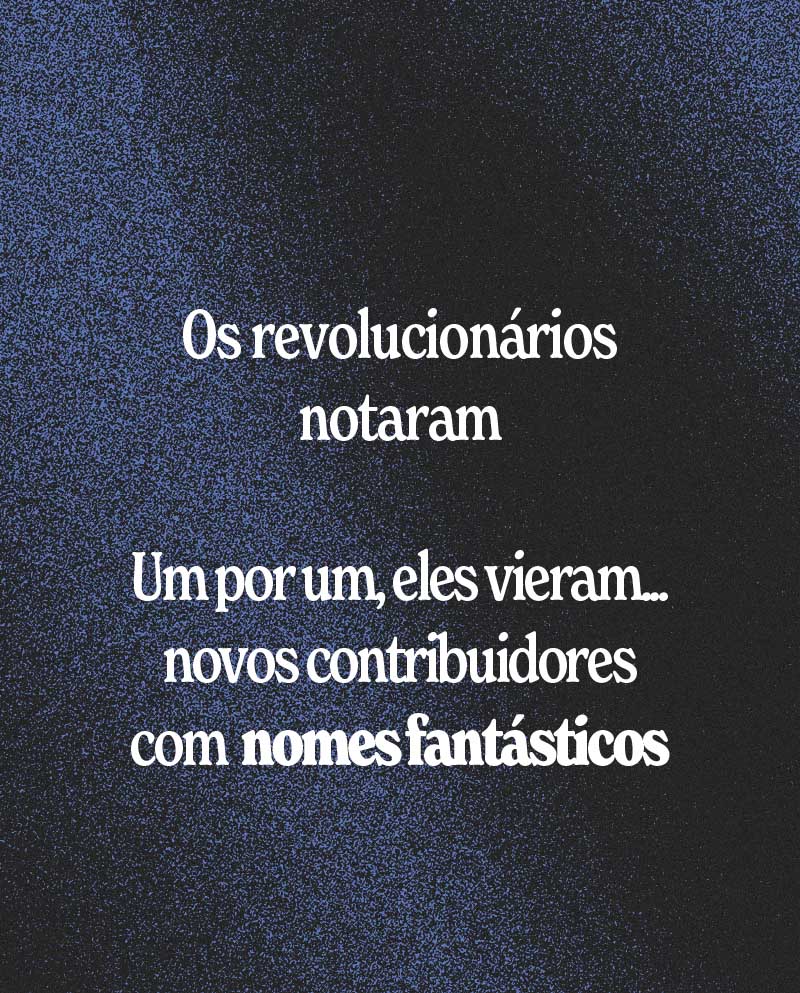 Os revolucionários
notaram
Um por um, eles vieram...
novos contribuidores
com nomes fantásticos